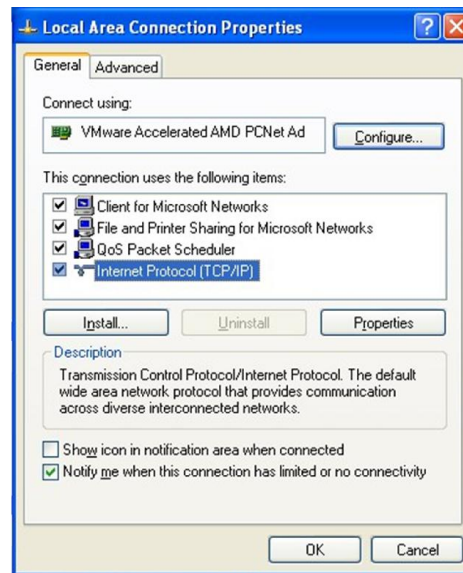 Local Area Connection Properties
General Advanced
Connect using:
VMware Accelerated AMD PCNet Ad
Configure...
This connection uses the following items:
Client for Microsoft Networks
File and Printer Sharing for Microsoft Networks
QoS Packet Scheduler
Internet Protocol (TCP/IP)
Install... Uninstall Properties
Description
Transmission Control Protocol/Internet Protocol. The default
wide area network protocol that provides communication
across diverse interconnected networks.
Show icon in notification area when connected
Notify me when this connection has limited or no connectivity
OK Cancel